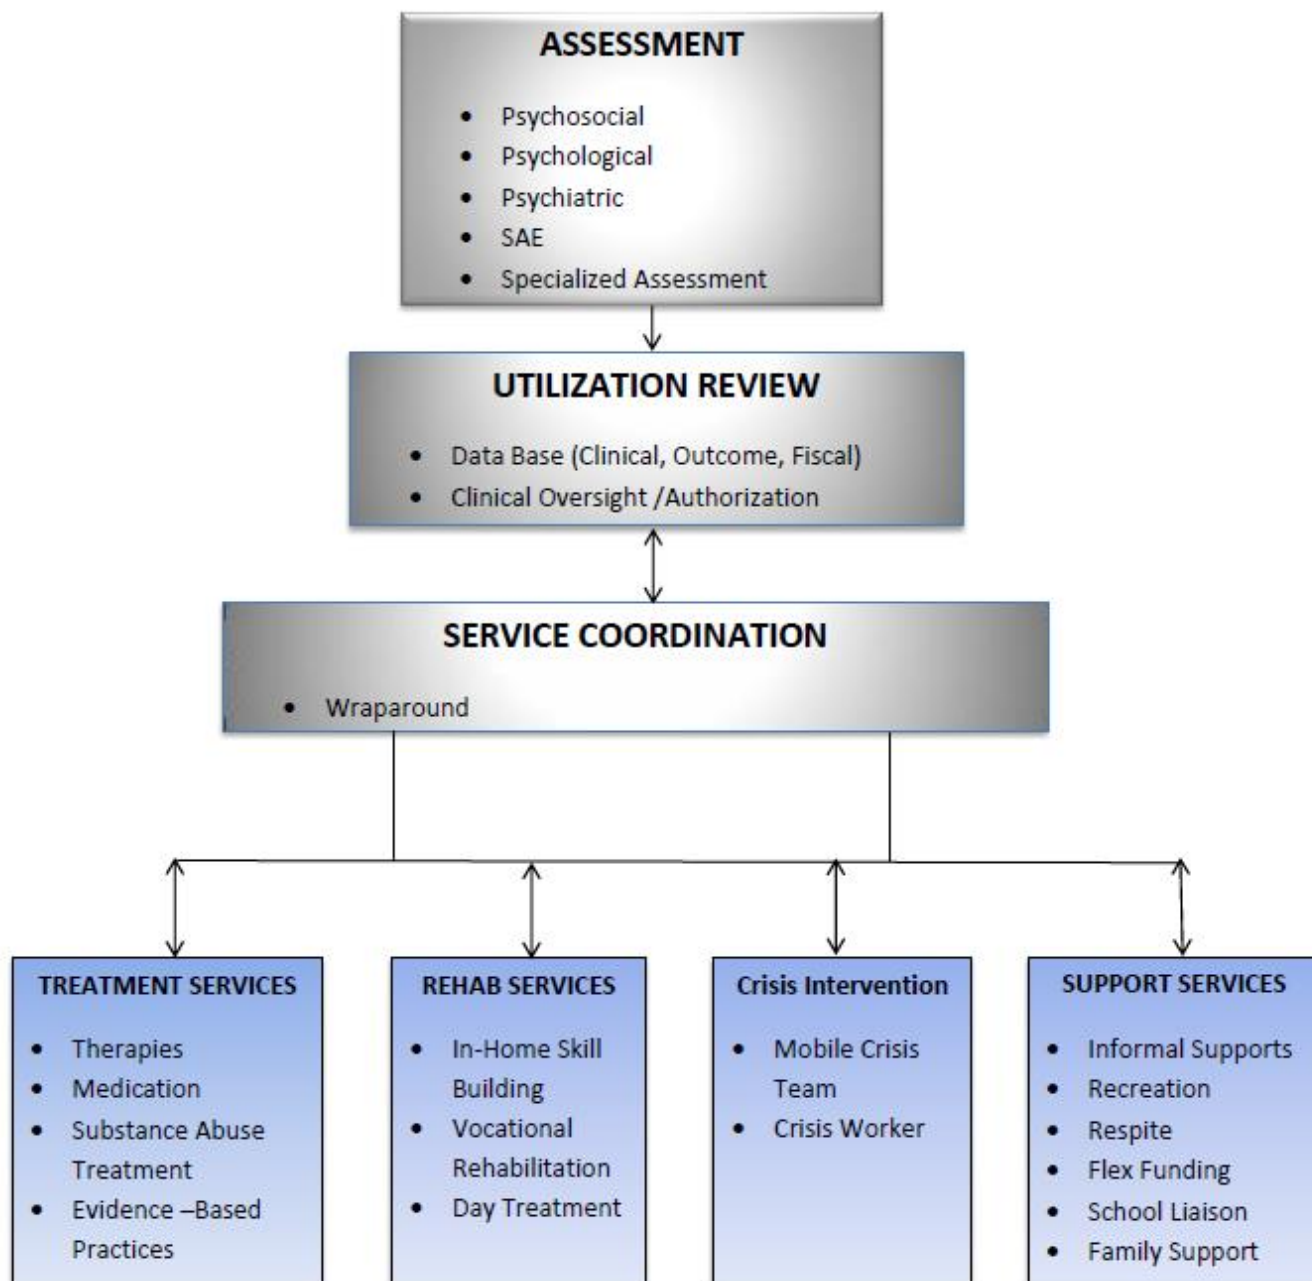 ASSESSMENT
• Psychosocial
• Psychological
• Psychiatric
• SAE
• Specialized Assessment
UTILIZATION REVIEW
• Data Base (Clinical, Outcome, Fiscal)
• Clinical Oversight /Authorization
SERVICE COORDINATION
• Wraparound
TREATMENT SERVICES
• Therapies
• Medication
• Substance Abuse
Treatment
• Evidence –Based
Practices
REHAB SERVICES
• In-Home Skill
Building
• Vocational
Rehabilitation
• Day Treatment
Crisis Intervention
• Mobile Crisis
Team
• Crisis Worker
SUPPORT SERVICES
• Informal Supports
• Recreation
• Respite
• Flex Funding
• School Liaison
• Family Support